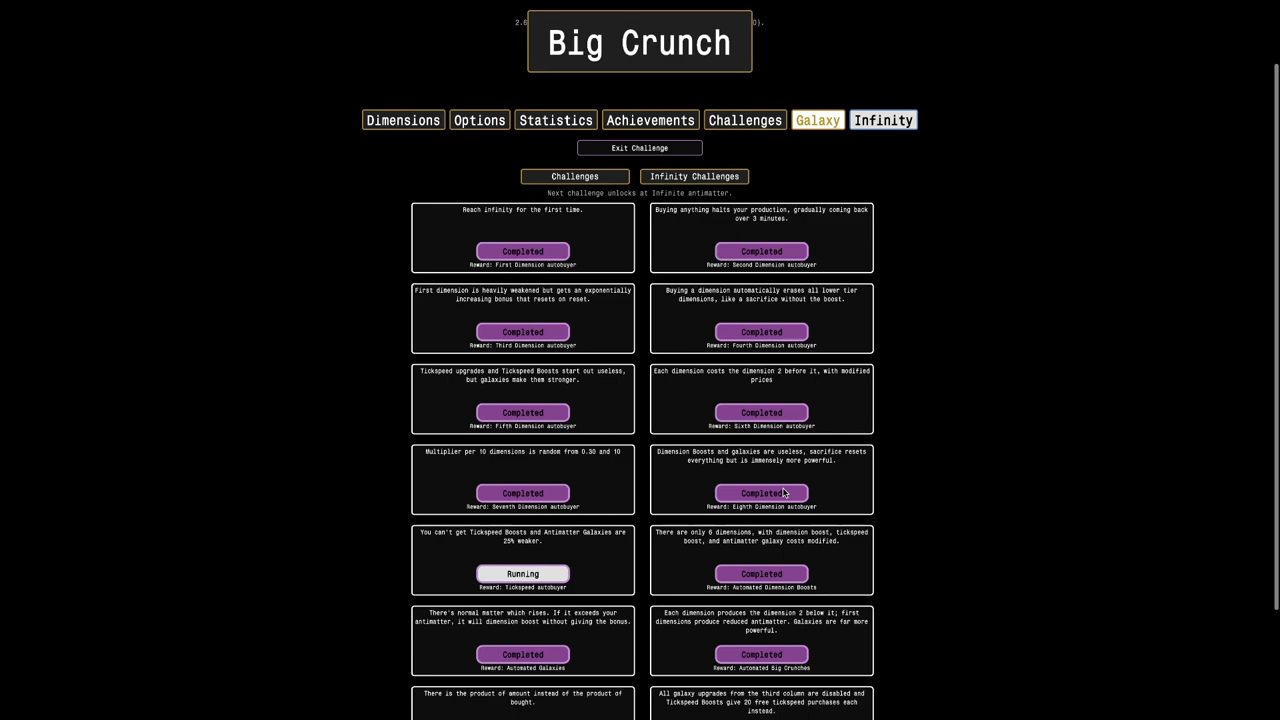 2.6
0).
Big Crunch
Dimensions Options Statistics Achievements Challenges Galaxy Infinity
Exit Challenge
Challenges Infinity Challenges
Next challenge unlocks at Infinite antimatter.
Reach infinity for the first time.
Completed
Reward: First Dimension autobuyer
Buying anything halts your production, gradually coming back
over 3 minutes.
Completed
Reward: Second Dimension autobuyer
First dimension is heavily weakened but gets an exponentially
increasing bonus that resets on reset.
Completed
Reward: Third Dimension autobuyer
Buying a dimension automatically erases all lower tier
dimensions, like a sacrifice without the boost.
Completed
Reward: Fourth Dimension autobuyer
Tickspeed upgrades and Tickspeed Boosts start out useless,
but galaxies make them stronger.
Completed
Reward: Fifth Dimension autobuyer
Each dimension costs the dimension 2 before it, with modified
prices
Completed
Reward: Sixth Dimension autobuyer
Multiplier per 10 dimensions is random from 0.30 and 10
Completed
Reward: Seventh Dimension autobuyer
Dimension Boosts and galaxies are useless, sacrifice resets
everything but is immensely more powerful.
Completed
Reward: Eighth Dimension autobuyer
You can't get Tickspeed Boosts and Antimatter Galaxies are
25% weaker.
Running
Reward: Tickspeed autobuyer
There are only 6 dimensions, with dimension boost, tickspeed
boost, and antimatter galaxy costs modified.
Completed
Reward: Automated Dimension Boosts
There's normal matter which rises. If it exceeds your
antimatter, it will dimension boost without giving the bonus.
Completed
Reward: Automated Galaxies
Each dimension produces the dimension 2 below it; first
dimensions produce reduced antimatter. Galaxies are far more
powerful.
Completed
Reward: Automated Big Crunches
There is the product of amount instead of the product of
bought.
All galaxy upgrades from the third column are disabled and
Tickspeed Boosts give 20 free tickspeed purchases each
instead.